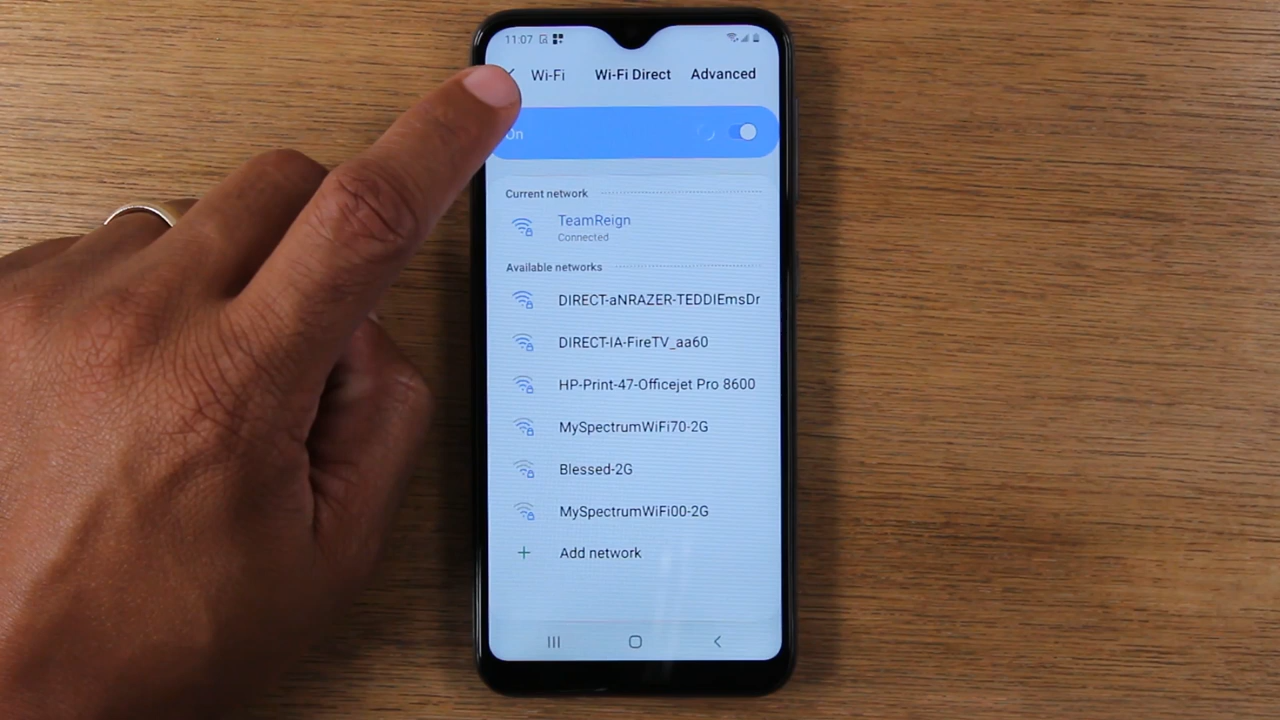 11:07
Wi-Fi Wi-Fi Direct Advanced
On
Current network
TeamReign
Connected
Available networks
DIRECT-aNRAZER-TEDDIEmsDr
DIRECT-IA-FireTV_aa60
HP-Print-47-Officejet Pro 8600
MySpectrumWiFi70-2G
Blessed-2G
MySpectrumWiFi00-2G
Add network